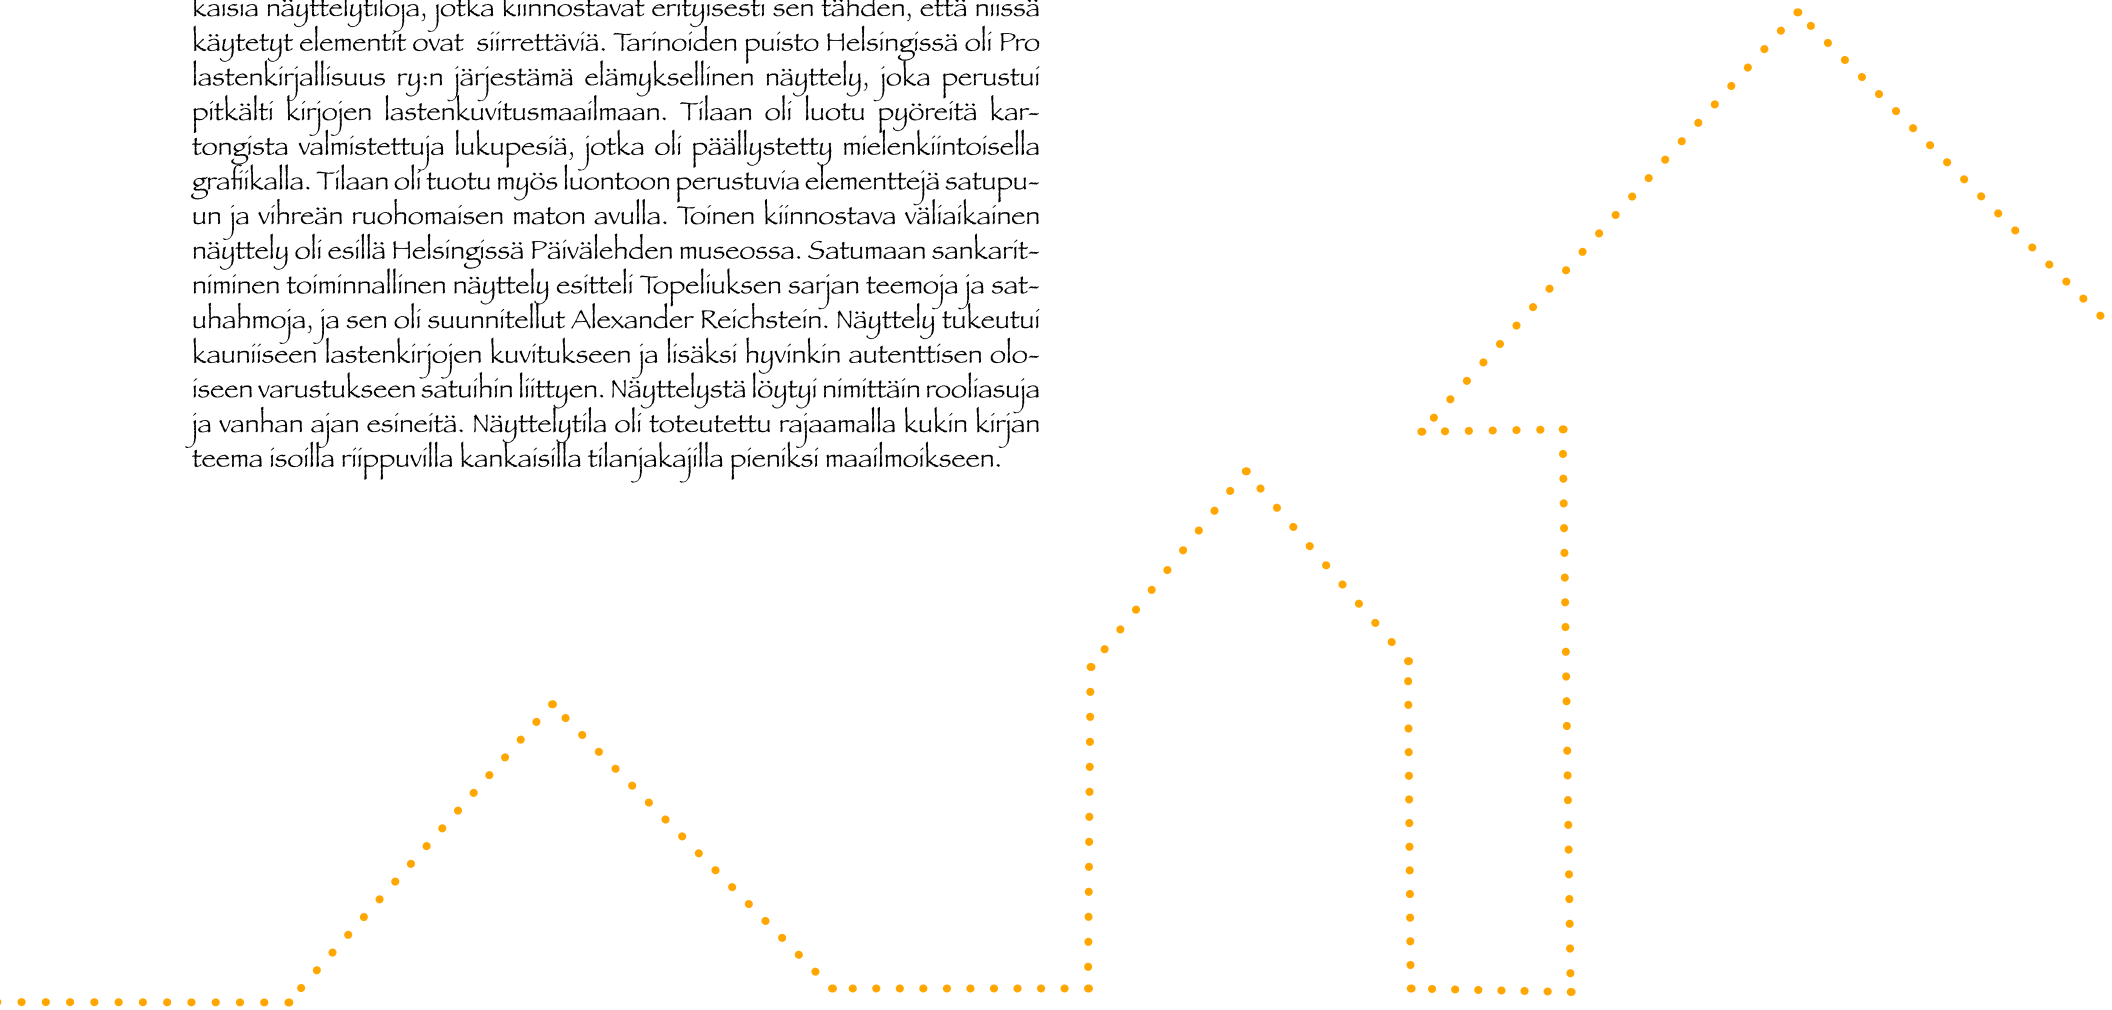 kaisia näyttelytiloja, jotka kiinnostavat erityisesti sen tähden, että niissä
käytetyt elementit ovat  siirrettäviä. Tarinoiden puisto Helsingissä oli Pro
lastenkirjallisuus ry:n järjestämä elämyksellinen näyttely, joka perustui
pitkälti kirjojen lastenkuvitusmaailmaan. Tilaan oli luotu pyöreitä kar-
tongista valmistettuja lukupesiä, jotka oli päällystetty mielenkiintoisella
grafiikalla. Tilaan oli tuotu myös luontoon perustuvia elementtejä satupu-
un ja vihreän ruohomaisen maton avulla. Toinen kiinnostava väliaikainen
näyttely oli esillä Helsingissä Päivälehden museossa. Satumaan sankarit-
niminen toiminnallinen näyttely esitteli Topeliuksen sarjan teemoja ja sat-
uhahmoja, ja sen oli suunnitellut Alexander Reichstein. Näyttely tukeutui
kauniiseen lastenkirjojen kuvitukseen ja lisäksi hyvinkin autenttisen olo-
iseen varustukseen satuihin liittyen. Näyttelystä löytyi nimittäin rooliasuja
ja vanhan ajan esineitä. Näyttelytila oli toteutettu rajaamalla kukin kirjan
teema isoilla riippuvilla kankaisilla tilanjakajilla pieniksi maailmoikseen.